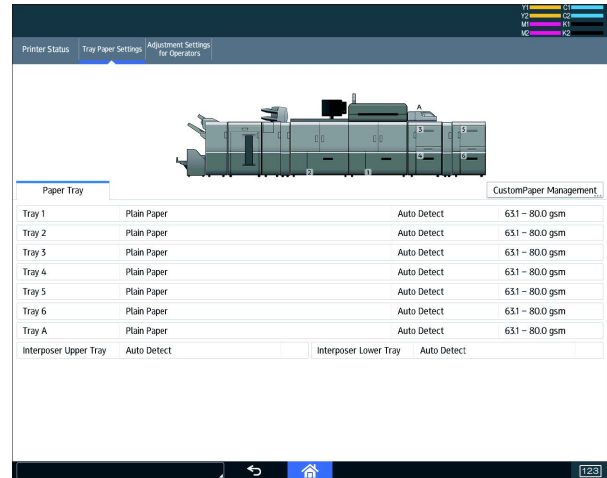 Y1 C1
Y2 C2
M1 K1
M2 K2
Printer Status Tray Paper Settings Adjustment Settings
for Operators
A
3 5
4 6
2 1
Paper Tray CustomPaper Management
Tray 1 Plain Paper Auto Detect 63.1 – 80.0 gsm
Tray 2 Plain Paper Auto Detect 63.1 – 80.0 gsm
Tray 3 Plain Paper Auto Detect 63.1 – 80.0 gsm
Tray 4 Plain Paper Auto Detect 63.1 – 80.0 gsm
Tray 5 Plain Paper Auto Detect 63.1 – 80.0 gsm
Tray 6 Plain Paper Auto Detect 63.1 – 80.0 gsm
Tray A Plain Paper Auto Detect 63.1 – 80.0 gsm
Interposer Upper Tray Auto Detect Interposer Lower Tray Auto Detect
123